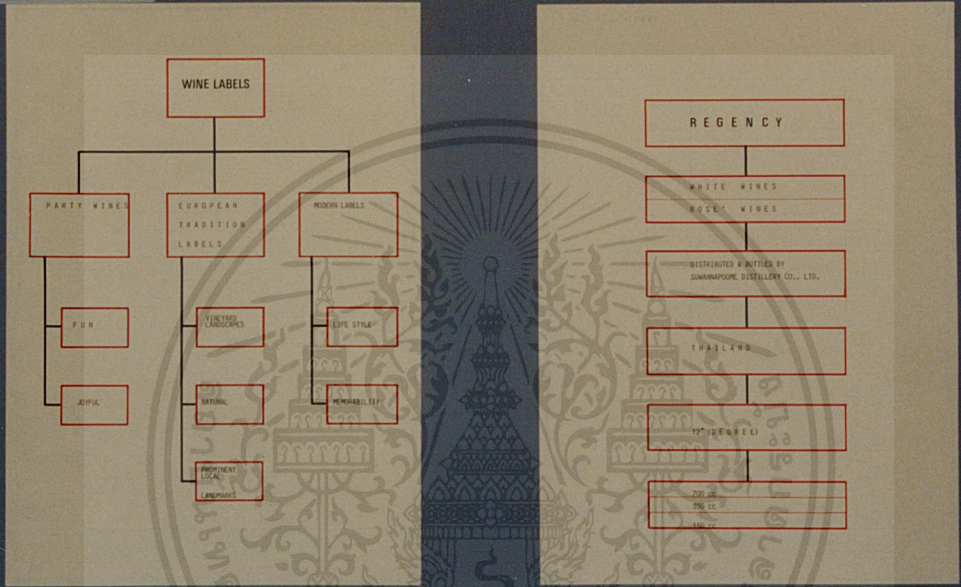 WINE LABELS
PARTY WINES
FUN
JOYFUL
EUROPEAN
TRADITION
LABELS
VINEYARD
LANDSCAPES
NATURAL
PROMINENT
LOCAL
LANDMARKS
MODERN LABELS
LIFE STYLE
MEMORABILITY
REGENCY
WHITE WINES
ROSE' WINES
DISTRIBUTED & BOTTLED BY
SUWANNAPOOME DISTILLERY CO., LTD.
THAILAND
12° (DEGREE)
700 cc
350 cc
150 cc